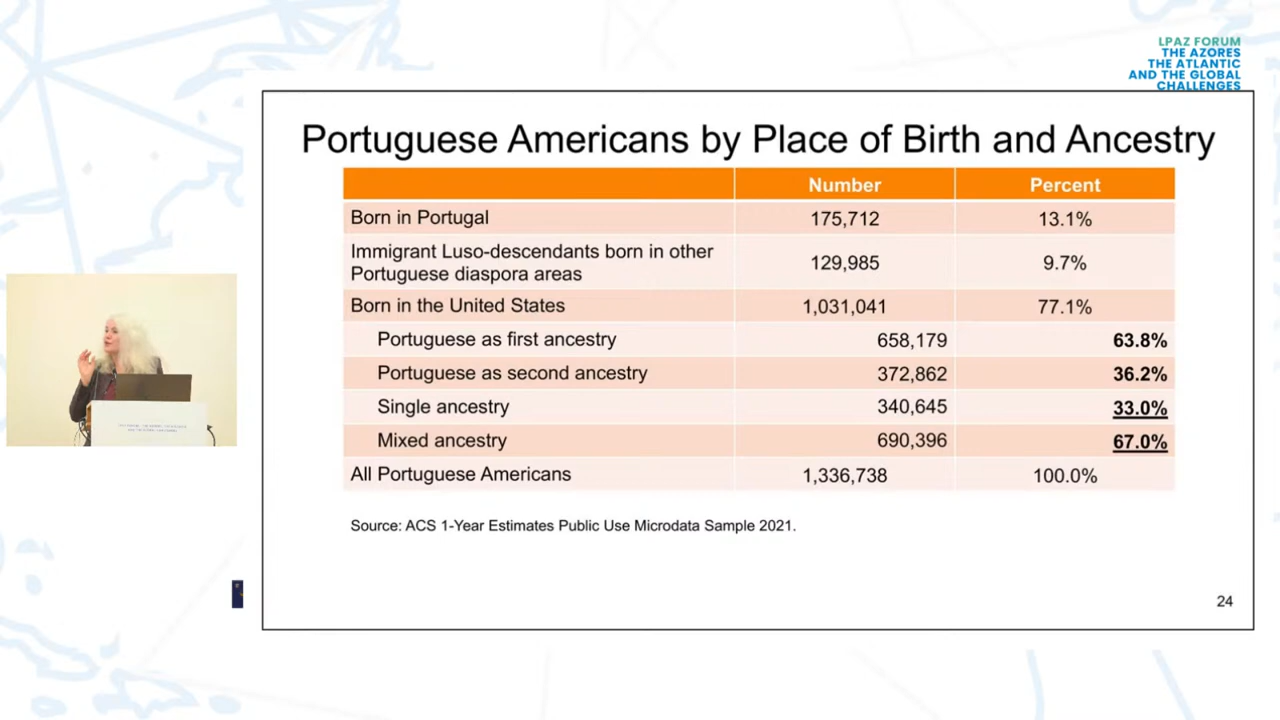 LPAZ FORUM
THE AZORES
THE ATLANTIC
AND THE GLOBAL
CHALLENGES
Portuguese Americans by Place of Birth and Ancestry
Number Percent
Born in Portugal 175,712 13.1%
Immigrant Luso-descendants born in other
Portuguese diaspora areas 129,985 9.7%
Born in the United States 1,031,041 77.1%
Portuguese as first ancestry 658,179 63.8%
Portuguese as second ancestry 372,862 36.2%
Single ancestry 340,645 33.0%
Mixed ancestry 690,396 67.0%
All Portuguese Americans 1,336,738 100.0%
Source: ACS 1-Year Estimates Public Use Microdata Sample 2021.
24